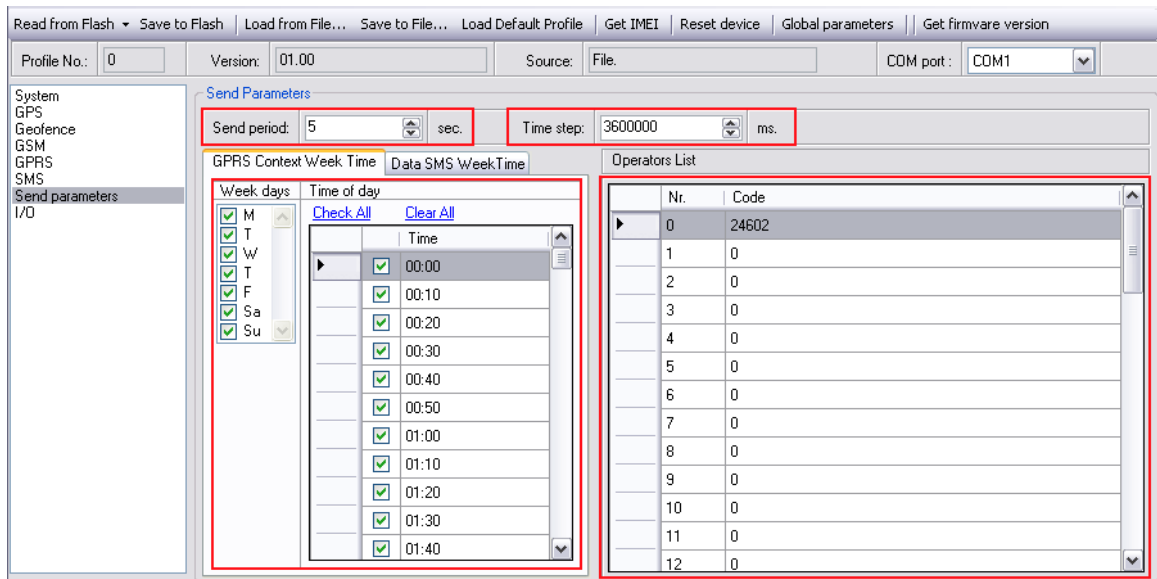 Read from Flash Save to Flash Load from File... Save to File... Load Default Profile Get IMEI Reset device Global parameters Get firmware version
Profile No.: 0 Version: 01.00 Source: File. COM port : COM1
System
GPS
Geofence
GSM
GPRS
SMS
Send parameters
I/O
Send Parameters
Send period: 5 sec. Time step: 3600000 ms.
GPRS Context Week Time Data SMS WeekTime
Week days Time of day
Check All Clear All
M
T
W
T
F
Sa
Su
Time
00:00
00:10
00:20
00:30
00:40
00:50
01:00
01:10
01:20
01:30
01:40
Operators List
Nr. Code
0 24602
1 0
2 0
3 0
4 0
5 0
6 0
7 0
8 0
9 0
10 0
11 0
12 0